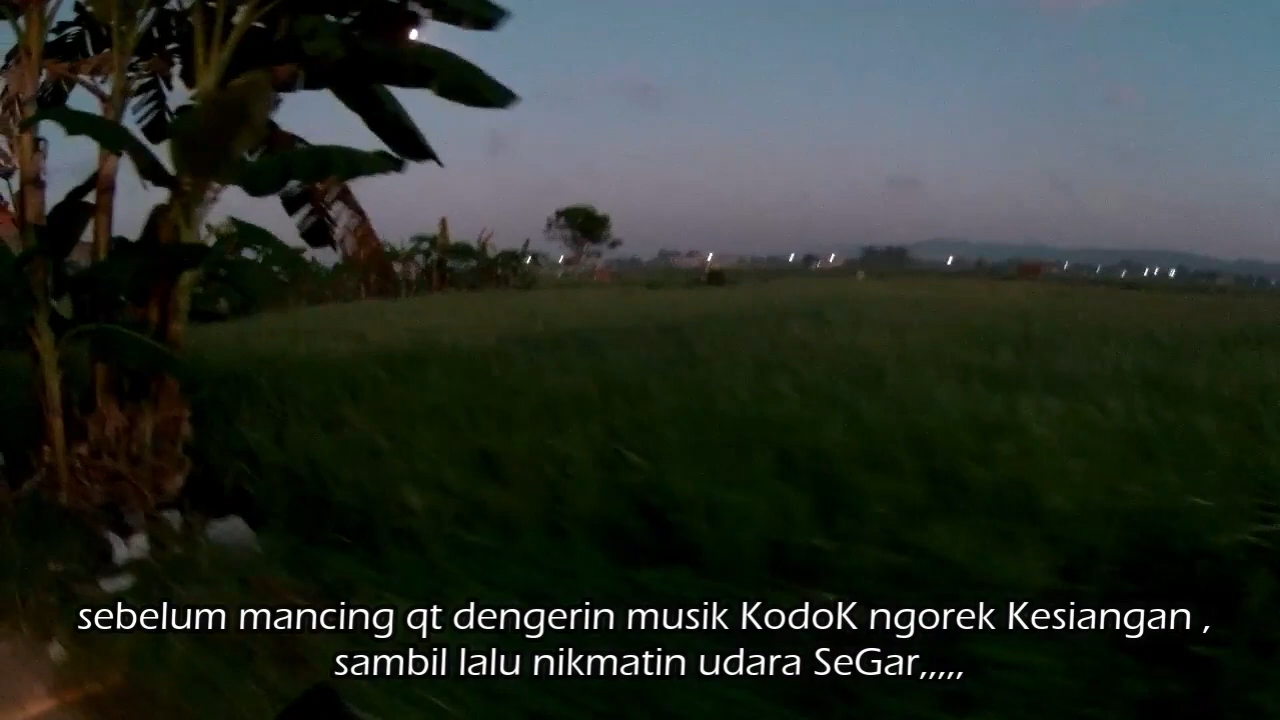 sebelum mancing qt dengerin musik KodoK ngorek Kesiangan ,
sambil lalu nikmatin udara SeGar,,,,,